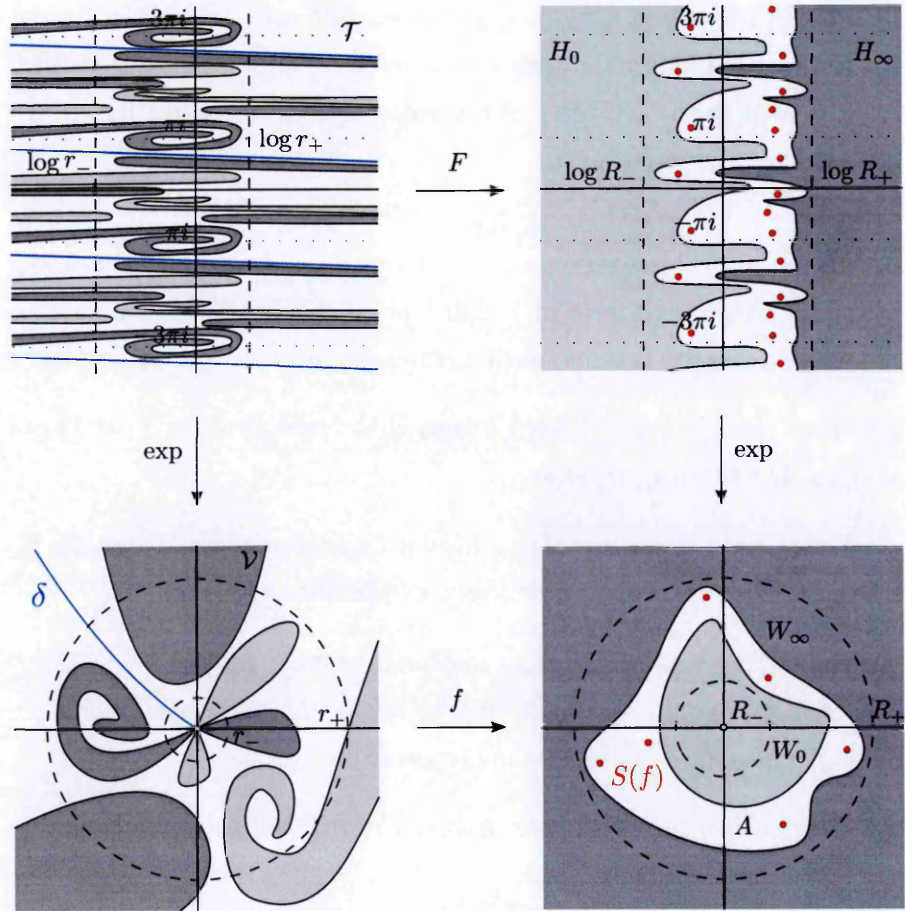 3πi
𝒯
πi
log r₋
log r₊
πi
3πi
F
3πi
H₀
H∞
πi
log R₋
log R₊
−πi
3πi
exp
exp
δ
𝒱
r₊
r₋
f
W∞
R₋
R₊
W₀
S(f)
A